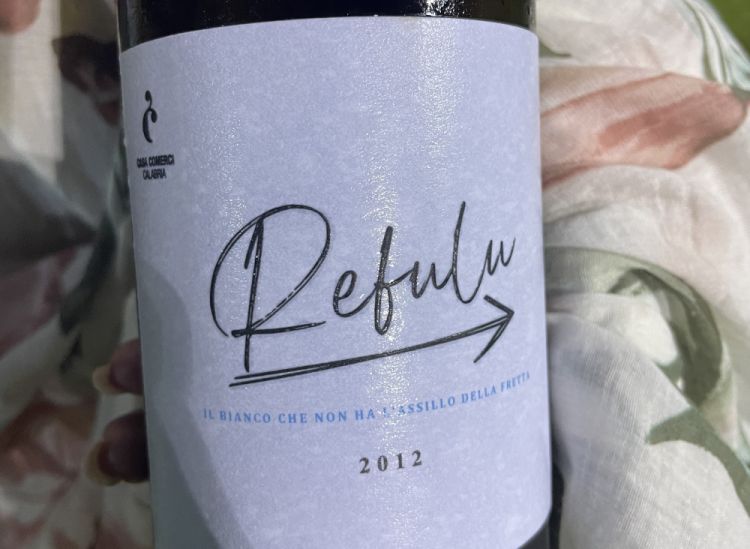 CASA COMERCI
CALABRIA
Refulu
IL BIANCO CHE NON HA L'ASSILLO DELLA FRETTA
2012